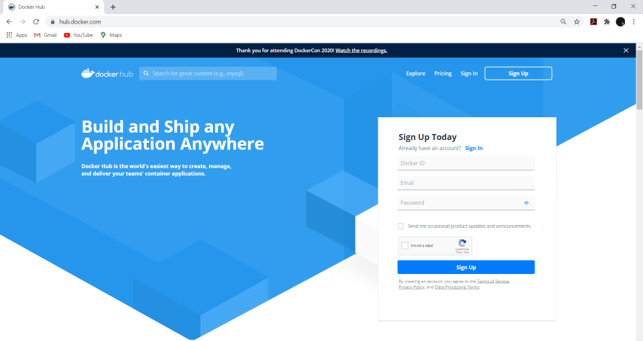 Docker Hub
hub.docker.com
Apps Gmail YouTube Maps
Thank you for attending DockerCon 2020! Watch the recordings.
docker hub
Search for great content (e.g., mysql)
Explore Pricing Sign In Sign Up
Build and Ship any
Application Anywhere
Docker Hub is the world's easiest way to create, manage,
and deliver your teams' container applications.
Sign Up Today
Already have an account? Sign In
Docker ID
Email
Password
Send me occasional product updates and announcements.
I'm not a robot
Sign Up
By creating an account, you agree to the Terms of Service,
Privacy Policy, and Data Processing Terms.